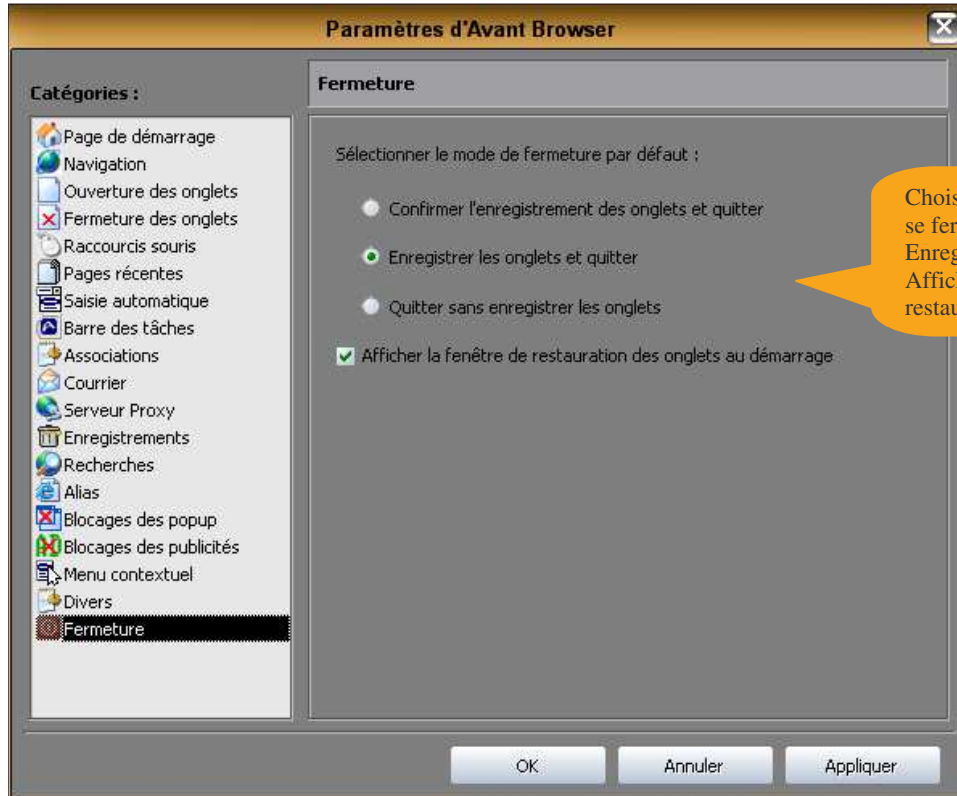 Paramètres d'Avant Browser
Catégories :
Page de démarrage
Navigation
Ouverture des onglets
Fermeture des onglets
Raccourcis souris
Pages récentes
Saisie automatique
Barre des tâches
Associations
Courrier
Serveur Proxy
Enregistrements
Recherches
Alias
Blocages des popup
Blocages des publicités
Menu contextuel
Divers
Fermeture
Fermeture
Sélectionner le mode de fermeture par défaut :
Confirmer l'enregistrement des onglets et quitter
Enregistrer les onglets et quitter
Quitter sans enregistrer les onglets
Afficher la fenêtre de restauration des onglets au démarrage
se
OK
Annuler
Appliquer